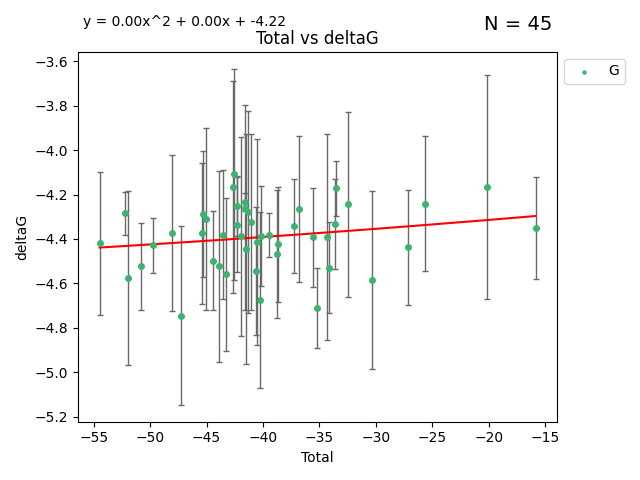 y = 0.00x^2 + 0.00x + -4.22
N = 45
Total vs deltaG
G
deltaG
−3.6
−3.8
−4.0
−4.2
−4.4
−4.6
−4.8
−5.0
−5.2
−55 −50 −45 −40 −35 −30 −25 −20 −15
Total